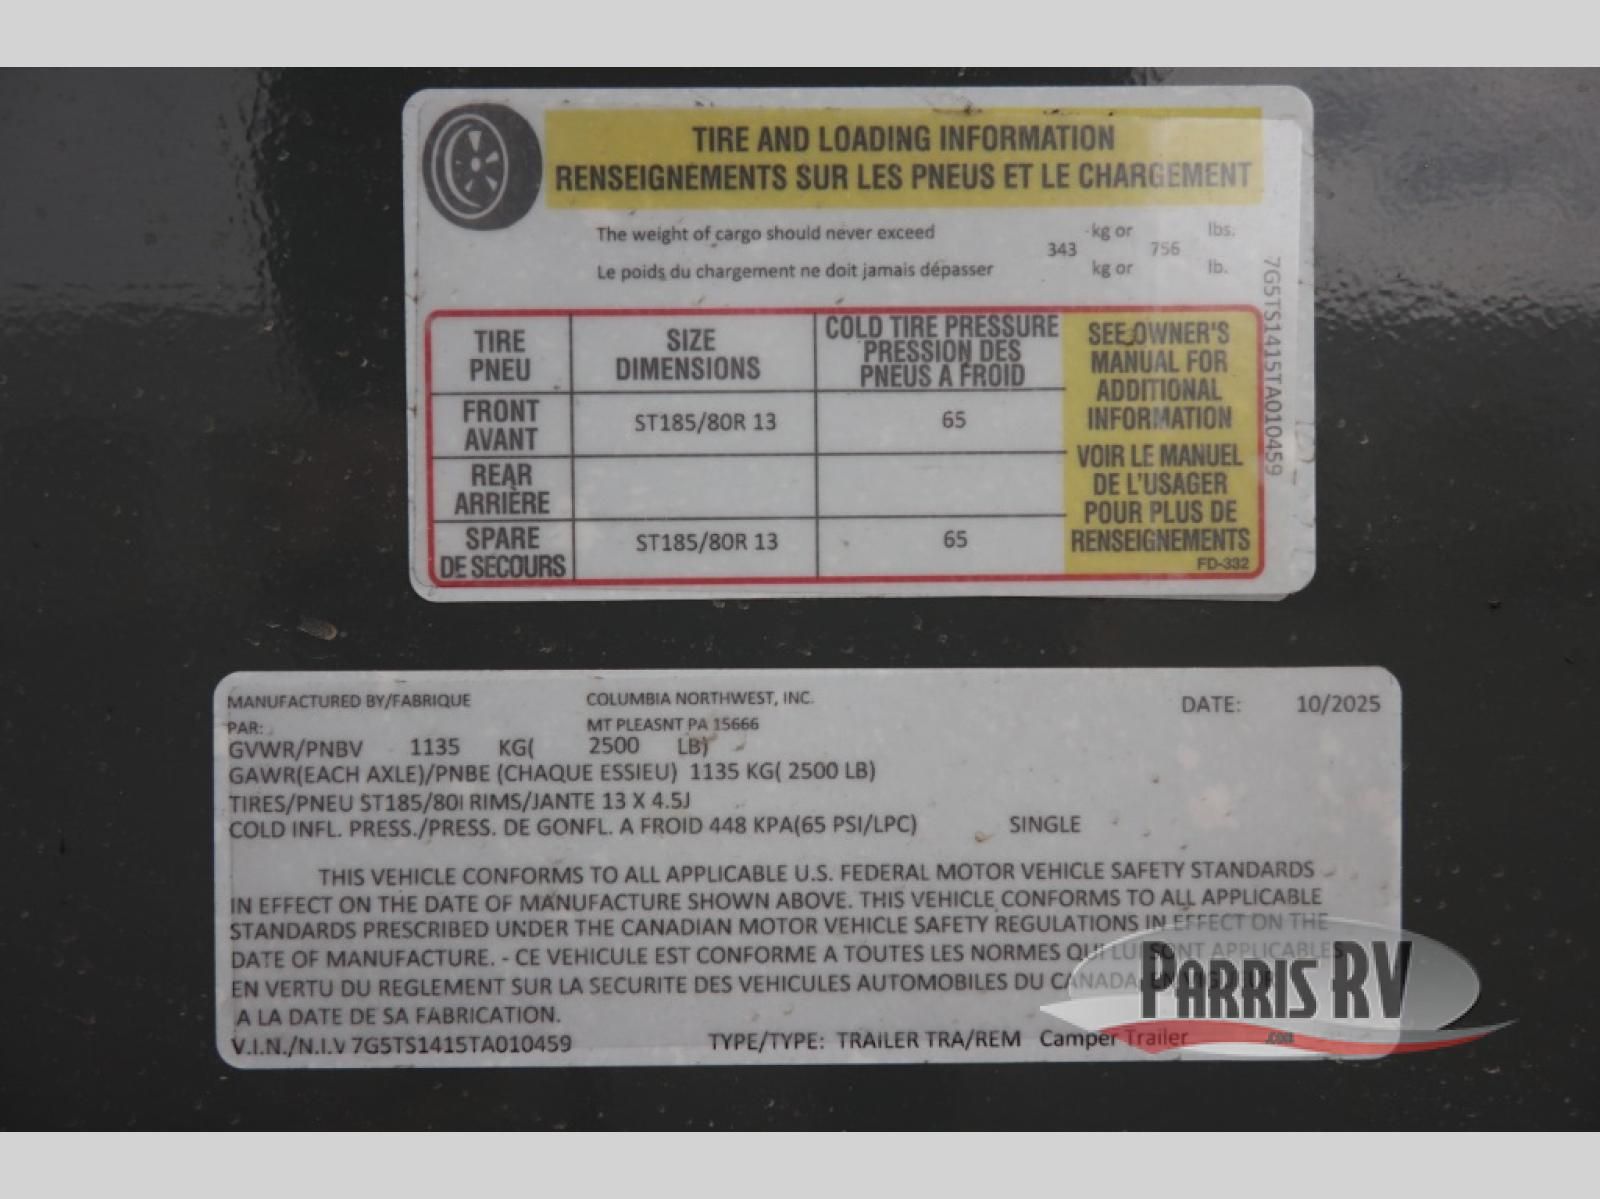 TIRE AND LOADING INFORMATION
RENSEIGNEMENTS SUR LES PNEUS ET LE CHARGEMENT
The weight of cargo should never exceed 343 kg or 756 lbs.
Le poids du chargement ne doit jamais dépasser kg or lb.
TIRE PNEU
SIZE DIMENSIONS
COLD TIRE PRESSURE
PRESSION DES
PNEUS A FROID
FRONT AVANT ST185/80R 13 65
REAR ARRIÈRE
SPARE DE SECOURS ST185/80R 13 65
SEE OWNER'S
MANUAL FOR
ADDITIONAL
INFORMATION
VOIR LE MANUEL
DE L'USAGER
POUR PLUS DE
RENSEIGNEMENTS
FD-332
7G5TS1415TA010459
MANUFACTURED BY/FABRIQUE COLUMBIA NORTHWEST, INC. DATE: 10/2025
PAR: MT PLEASNT PA 15666
GVWR/PNBV 1135 KG( 2500 LB)
GAWR(EACH AXLE)/PNBE (CHAQUE ESSIEU) 1135 KG( 2500 LB)
TIRES/PNEU ST185/80I RIMS/JANTE 13 X 4.5J
COLD INFL. PRESS./PRESS. DE GONFL. A FROID 448 KPA(65 PSI/LPC) SINGLE
THIS VEHICLE CONFORMS TO ALL APPLICABLE U.S. FEDERAL MOTOR VEHICLE SAFETY STANDARDS
IN EFFECT ON THE DATE OF MANUFACTURE SHOWN ABOVE. THIS VEHICLE CONFORMS TO ALL APPLICABLE
STANDARDS PRESCRIBED UNDER THE CANADIAN MOTOR VEHICLE SAFETY REGULATIONS IN EFFECT ON THE
DATE OF MANUFACTURE. - CE VEHICULE EST CONFORME A TOUTES LES NORMES QUI LUI SONT APPLICABLES
EN VERTU DU REGLEMENT SUR LA SECURITE DES VEHICULES AUTOMOBILES DU CANADA
A LA DATE DE SA FABRICATION.
V.I.N./N.I.V 7G5TS1415TA010459 TYPE/TYPE: TRAILER TRA/REM Camper Trailer
PARRIS RV
.com